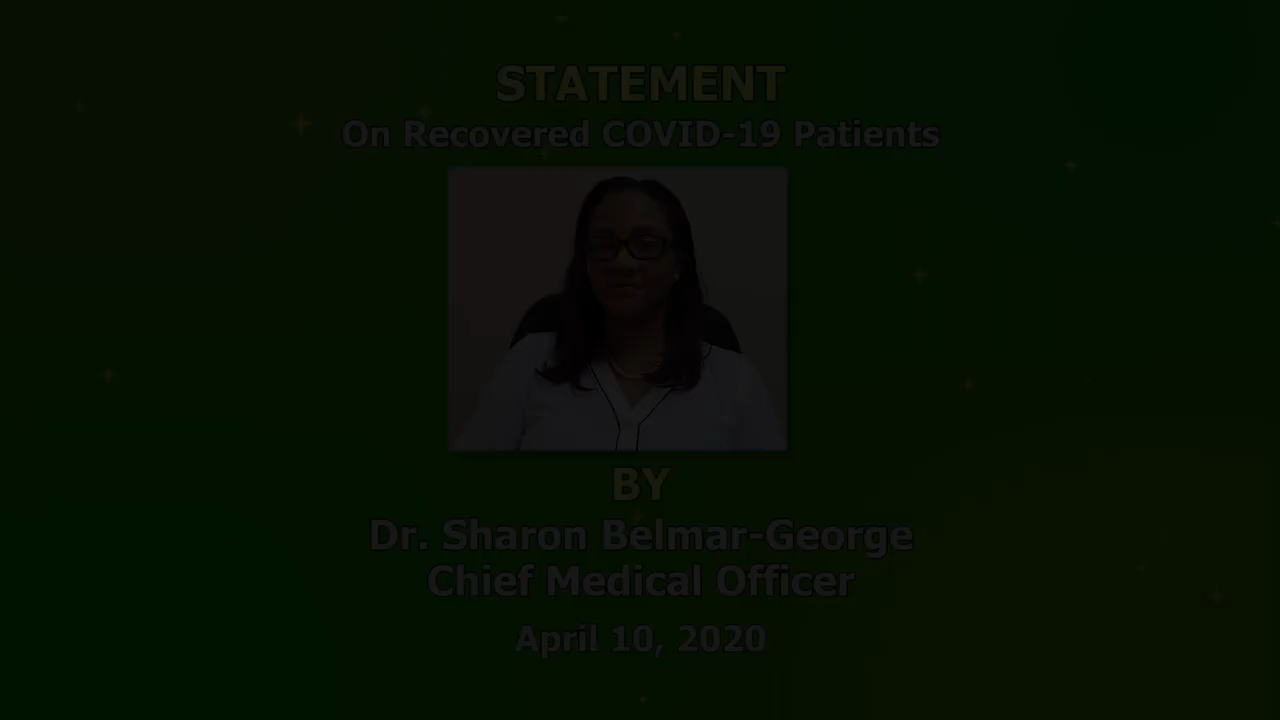 STATEMENT
On Recovered COVID-19 Patients
BY
Dr. Sharon Belmar-George
Chief Medical Officer
April 10, 2020